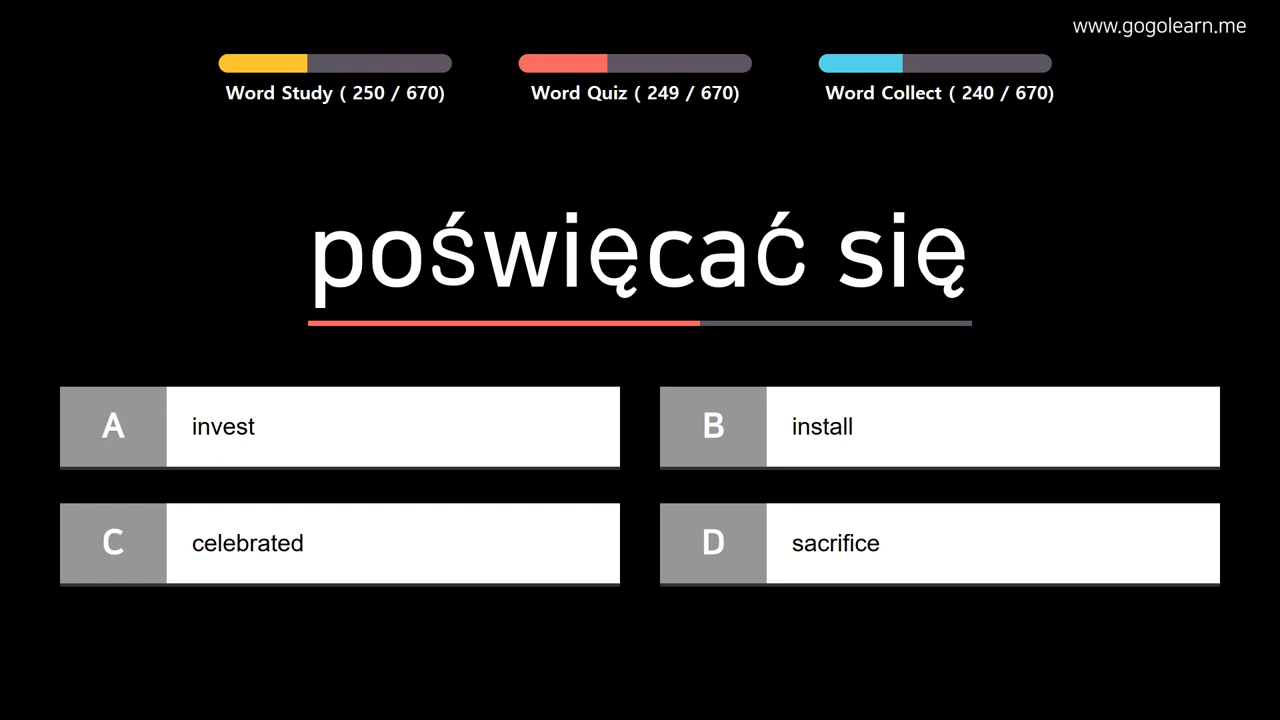 www.gogolearn.me
Word Study ( 250 / 670)
Word Quiz ( 249 / 670)
Word Collect ( 240 / 670)
poświęcać się
A invest
B install
C celebrated
D sacrifice